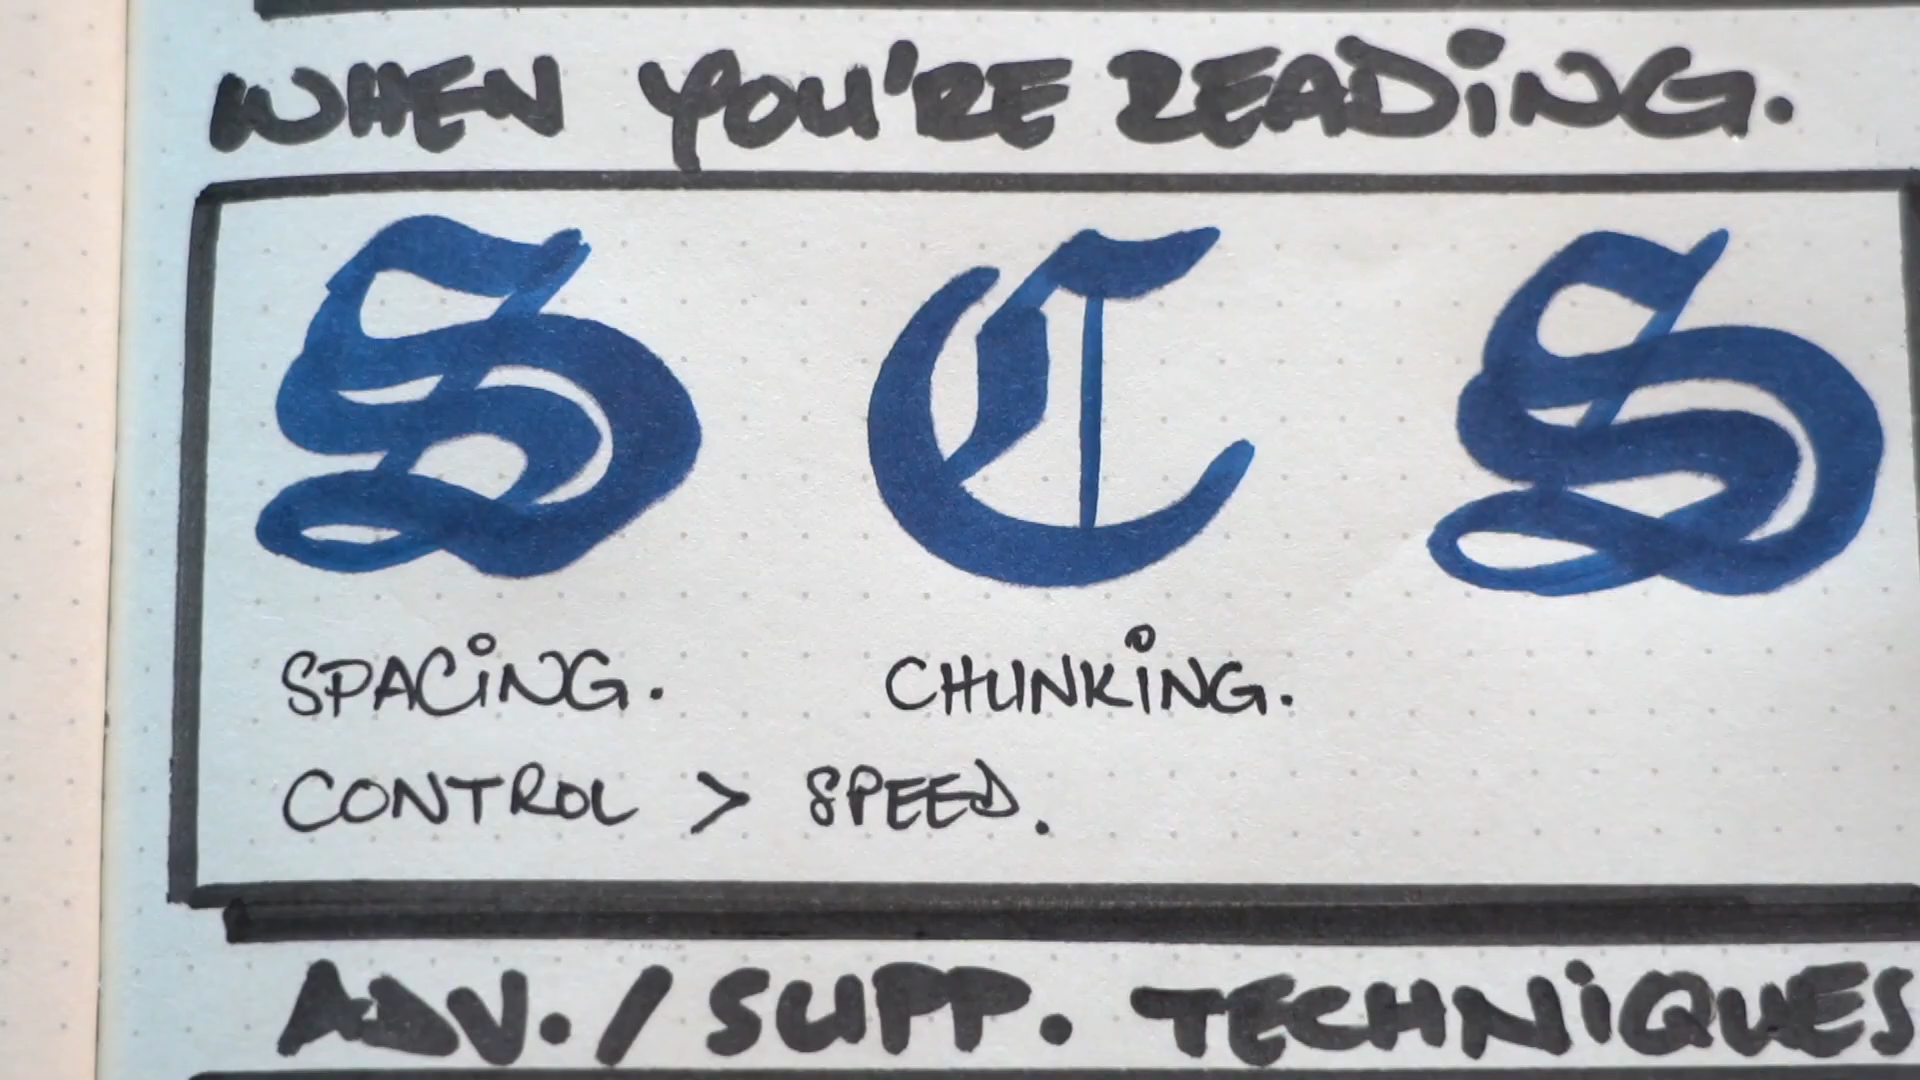 WHEN YOU'RE READING.
S C S
SPACING. CHUNKING.
CONTROL > SPEED.
ADV./SUPP. TECHNIQUES